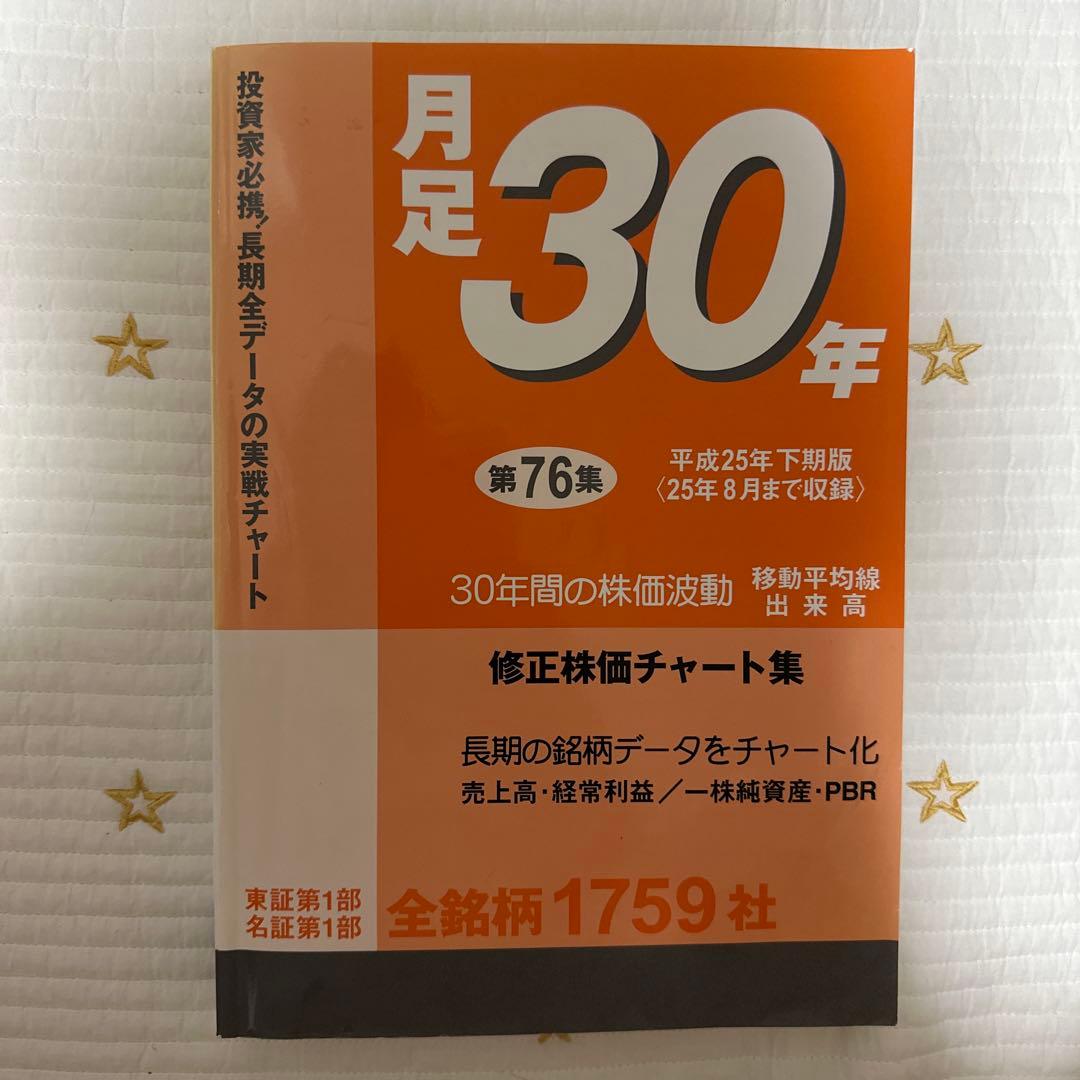 投資家必携!長期全データの実戦チャート
月足30年
第76集
平成25年下期版
〈25年8月まで収録〉
30年間の株価波動
移動平均線
出来高
修正株価チャート集
長期の銘柄データをチャート化
売上高・経常利益/一株純資産・PBR
東証第1部
名証第1部
全銘柄1759社